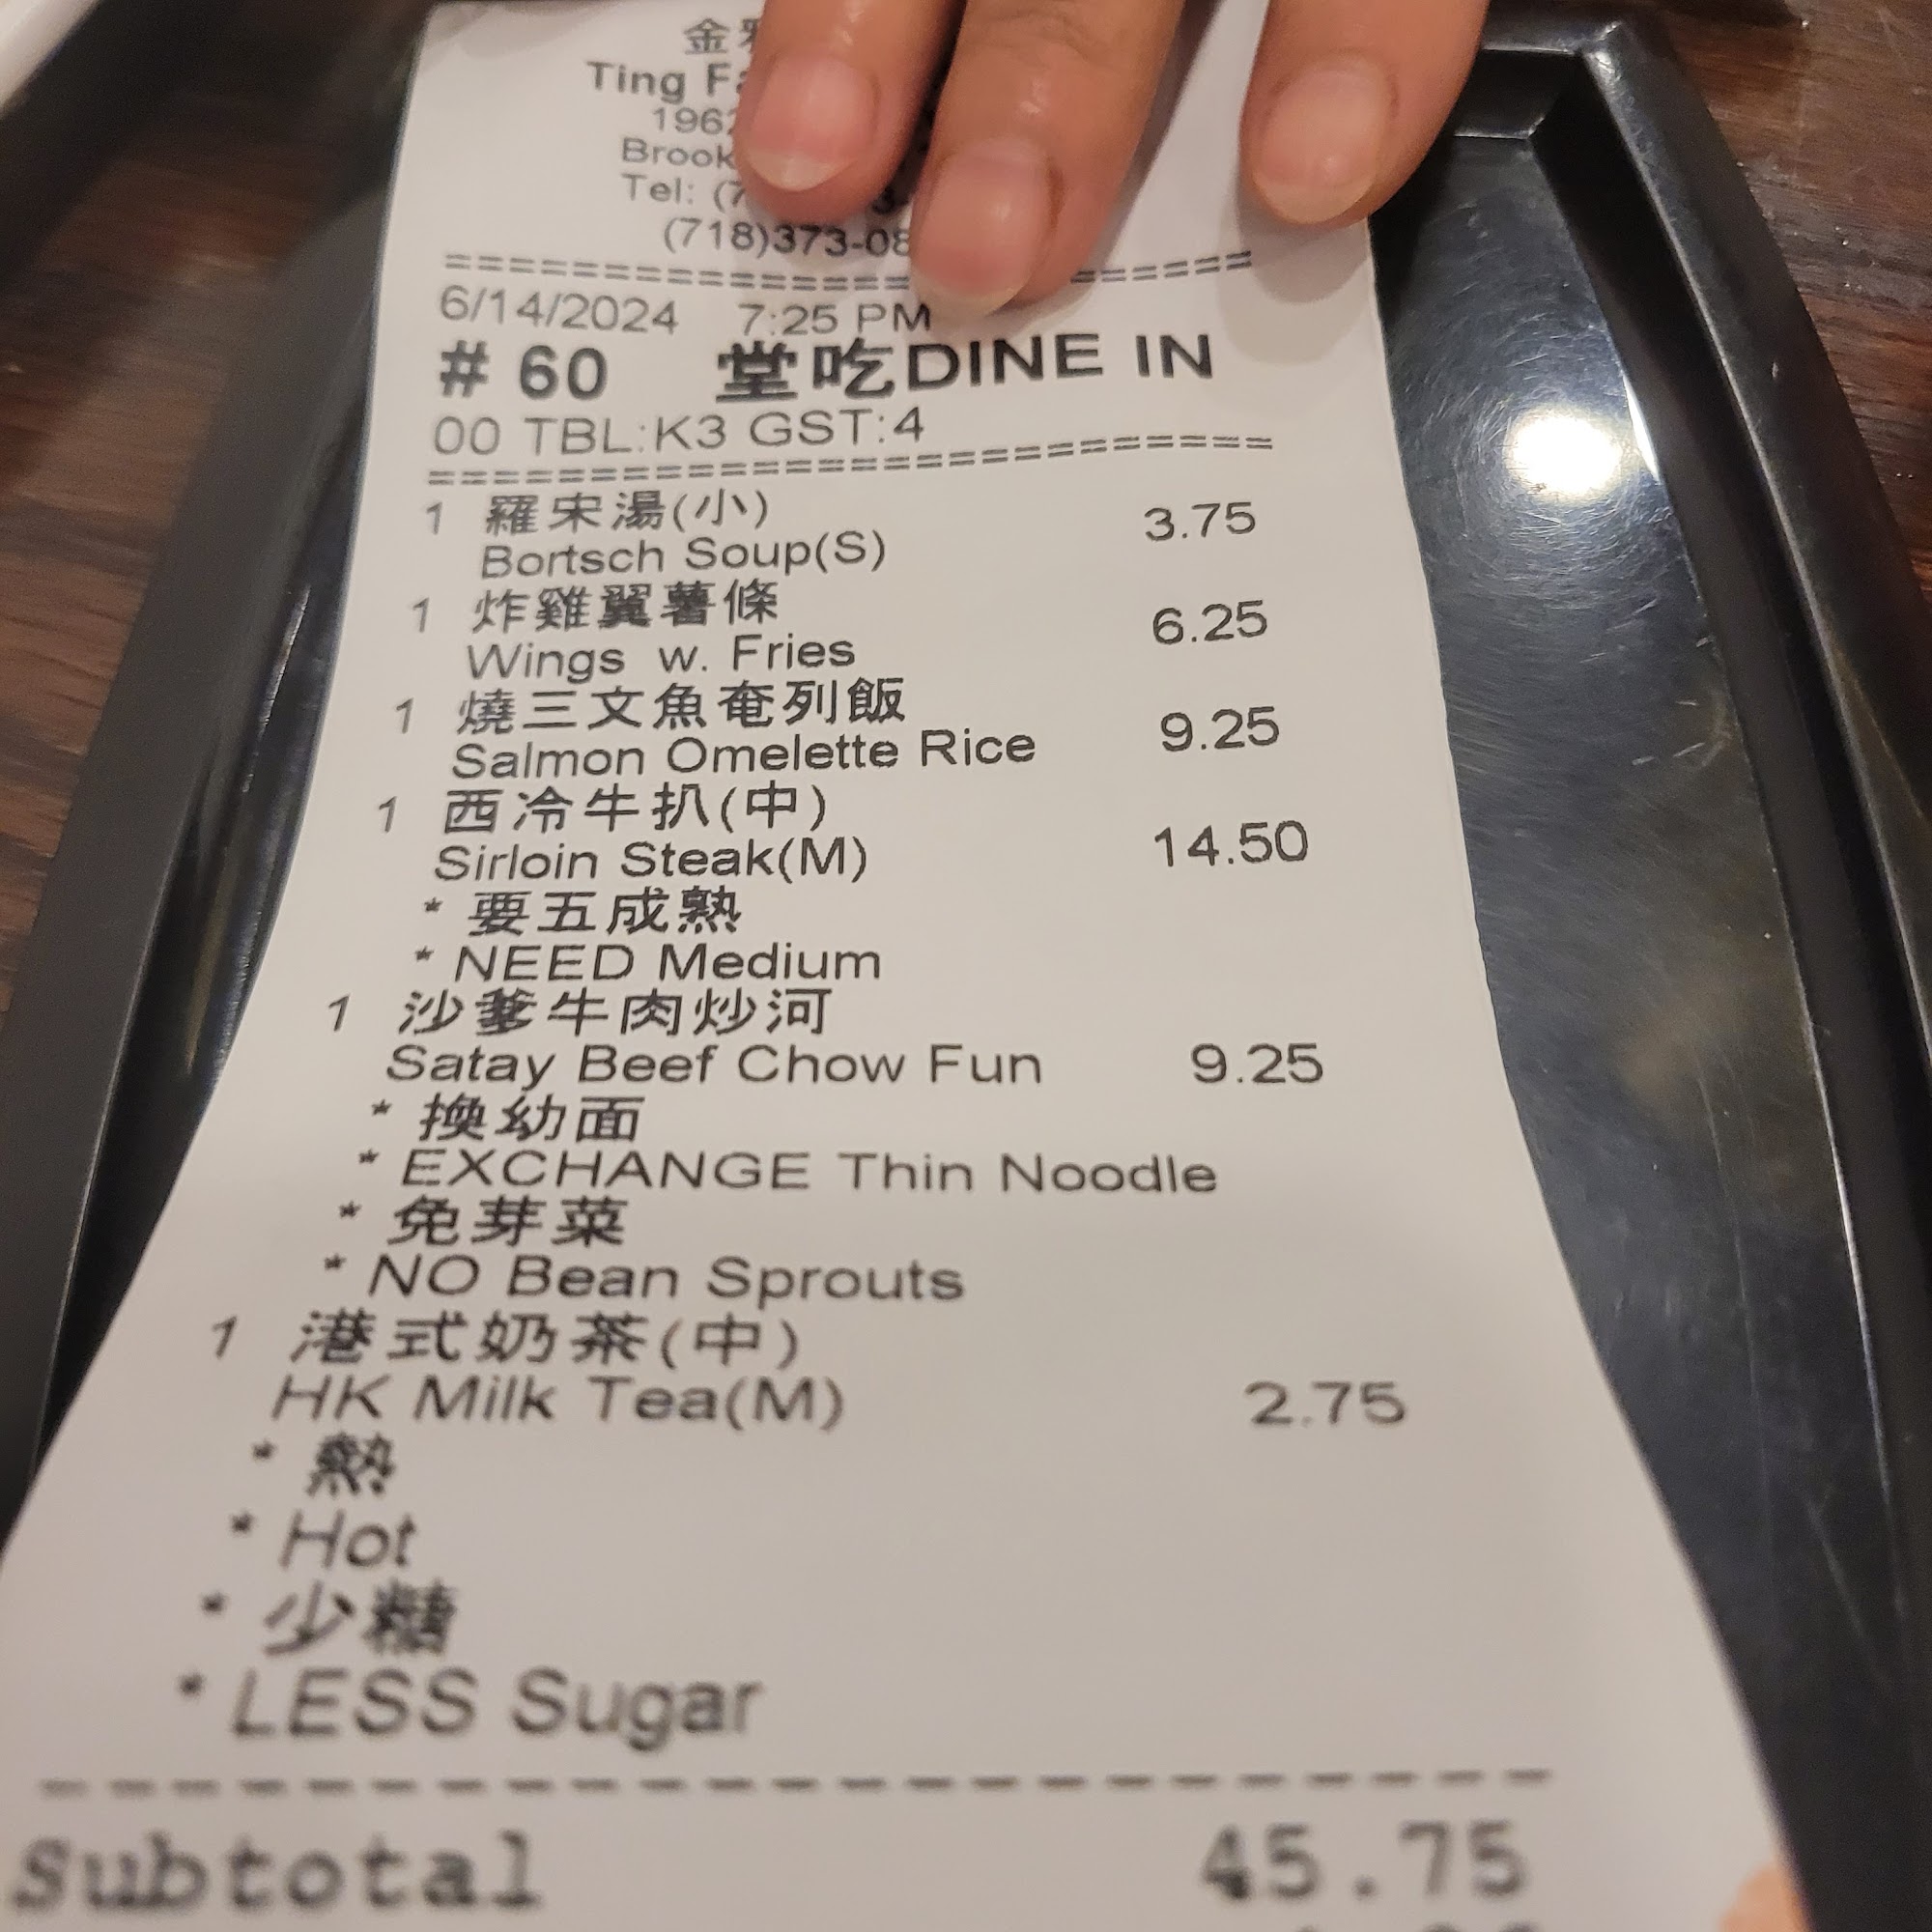 金
Ting
Tel:
(718)373-08
==========================
6/14/2024 7:25 PM
# 60 堂吃DINE IN
00 TBL:K3 GST:4
==========================
1 羅宋湯(小)
Bortsch Soup(S) 3.75
1 炸雞翼薯條
Wings w. Fries 6.25
1 燒三文魚奄列飯
Salmon Omelette Rice 9.25
1 西冷牛扒(中)
Sirloin Steak(M) 14.50
* 要五成熟
* NEED Medium
1 沙爹牛肉炒河
Satay Beef Chow Fun 9.25
* 換幼面
* EXCHANGE Thin Noodle
* 免芽菜
* NO Bean Sprouts
1 港式奶茶(中)
HK Milk Tea(M) 2.75
* 熱
* Hot
* 少糖
* LESS Sugar
Subtotal 45.75